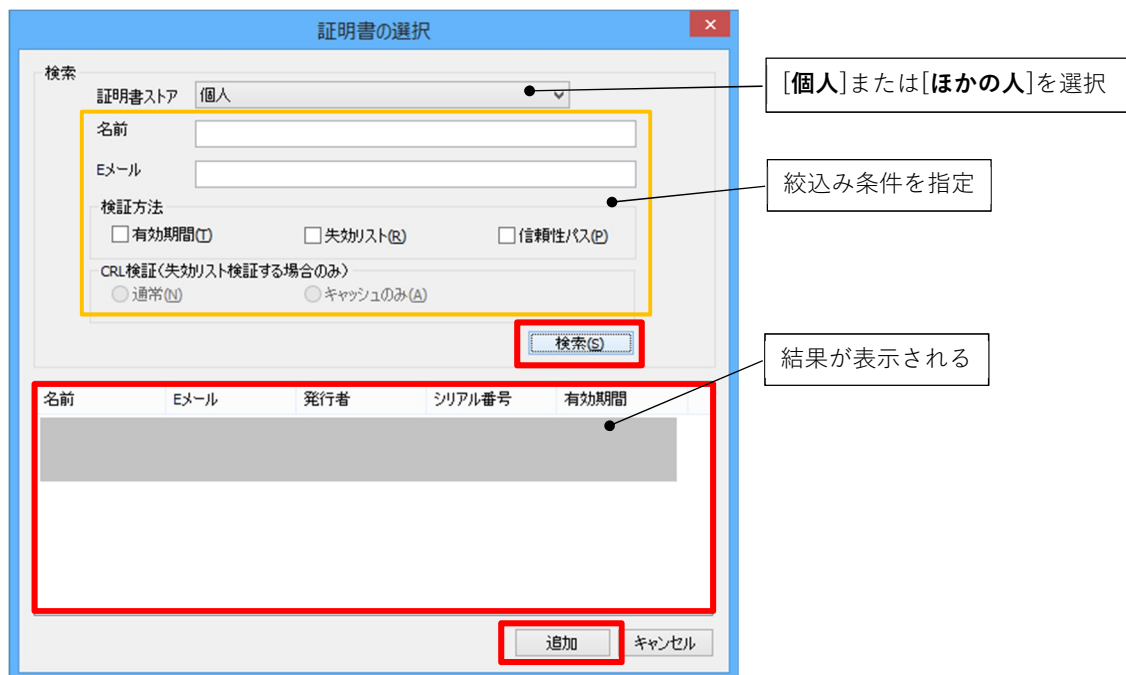 証明書の選択
検索
証明書ストア 個人
[個人]または[ほかの人]を選択
名前
Eメール
絞込み条件を指定
検証方法
有効期間(T) 失効リスト(R) 信頼性パス(P)
CRL検証(失効リスト検証する場合のみ)
通常(N) キャッシュのみ(A)
検索(S)
結果が表示される
名前 Eメール 発行者 シリアル番号 有効期間
追加 キャンセル